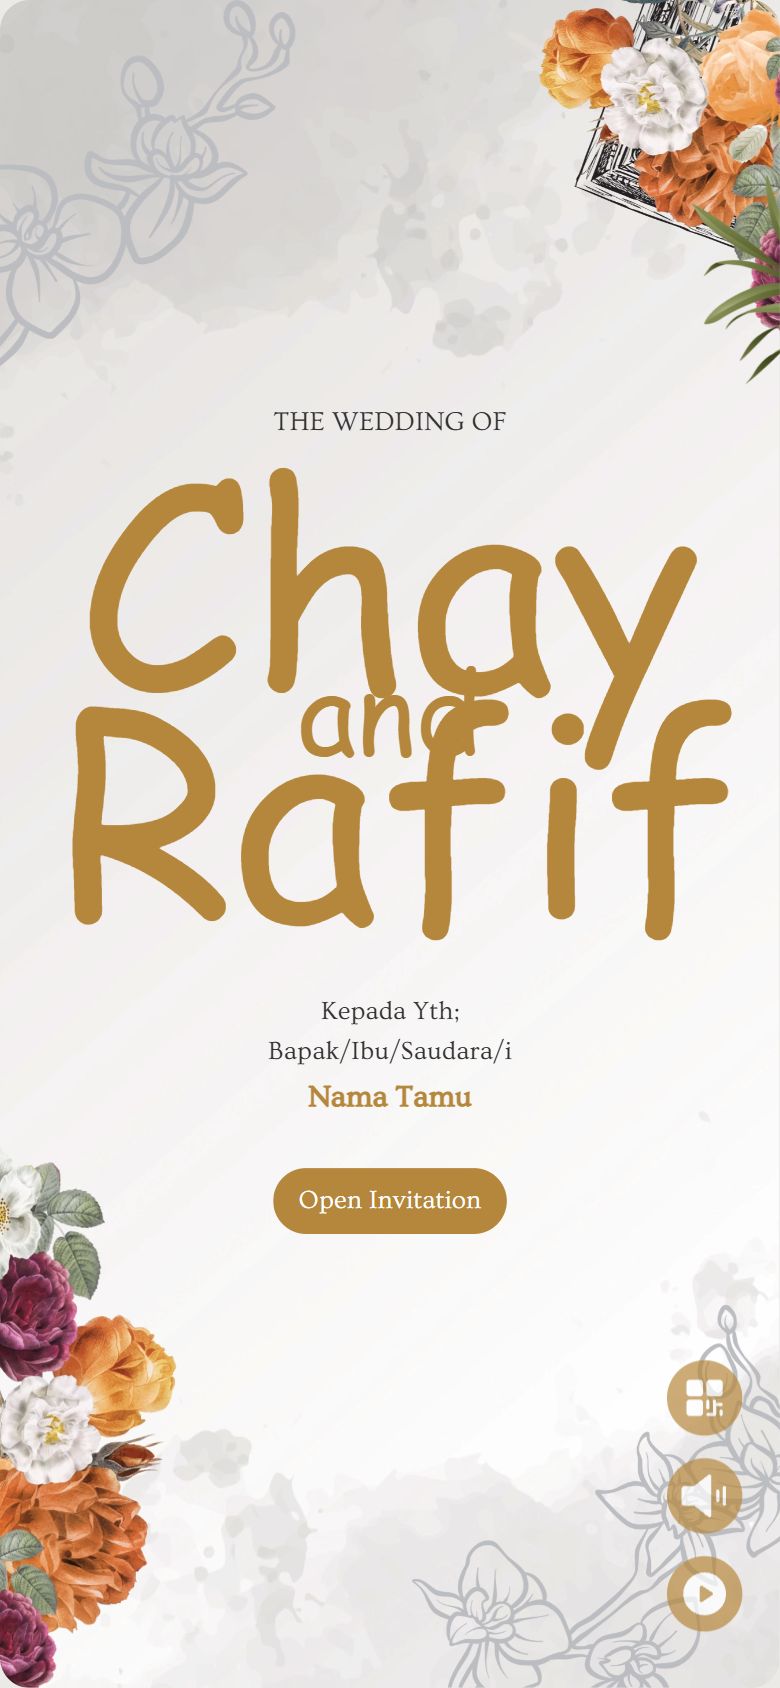 THE WEDDING OF
Chay
and
Rafif
Kepada Yth;
Bapak/Ibu/Saudara/i
Nama Tamu
Open Invitation